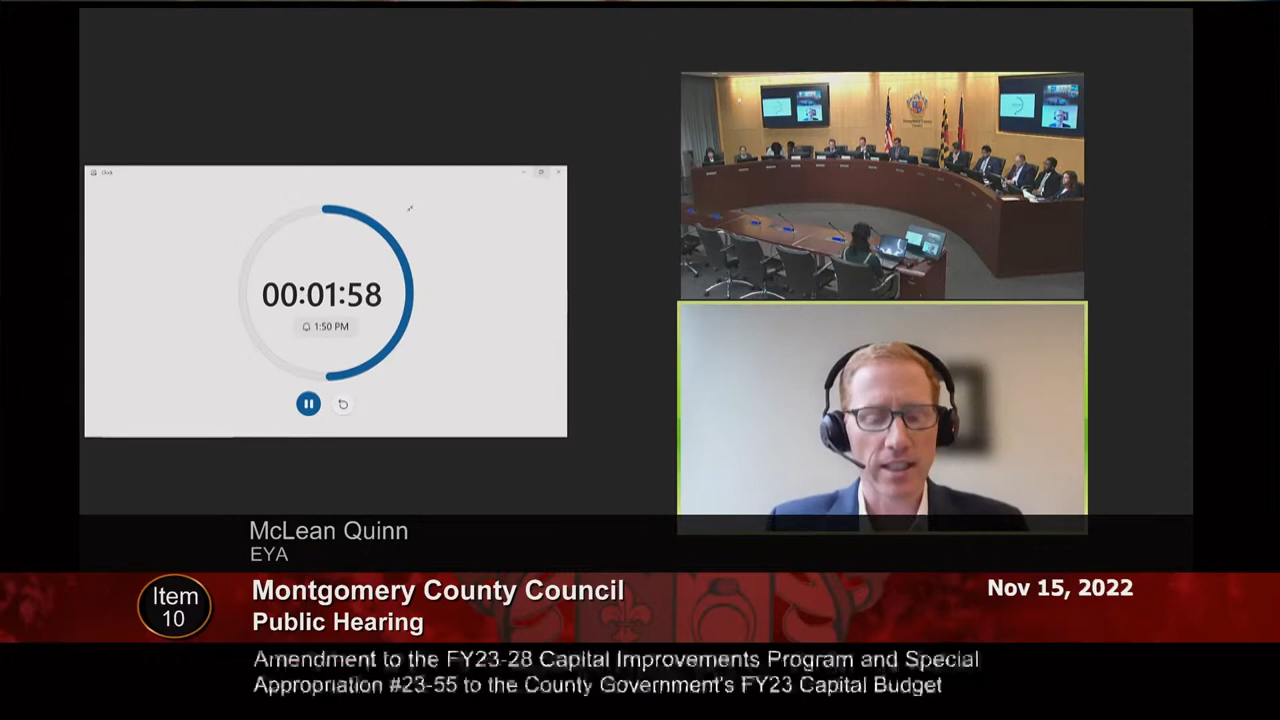 Clock
00:01:58
1:50 PM
McLean Quinn
EYA
Item
10
Montgomery County Council
Public Hearing
Nov 15, 2022
Amendment to the FY23-28 Capital Improvements Program and Special
Appropriation #23-55 to the County Government's FY23 Capital Budget